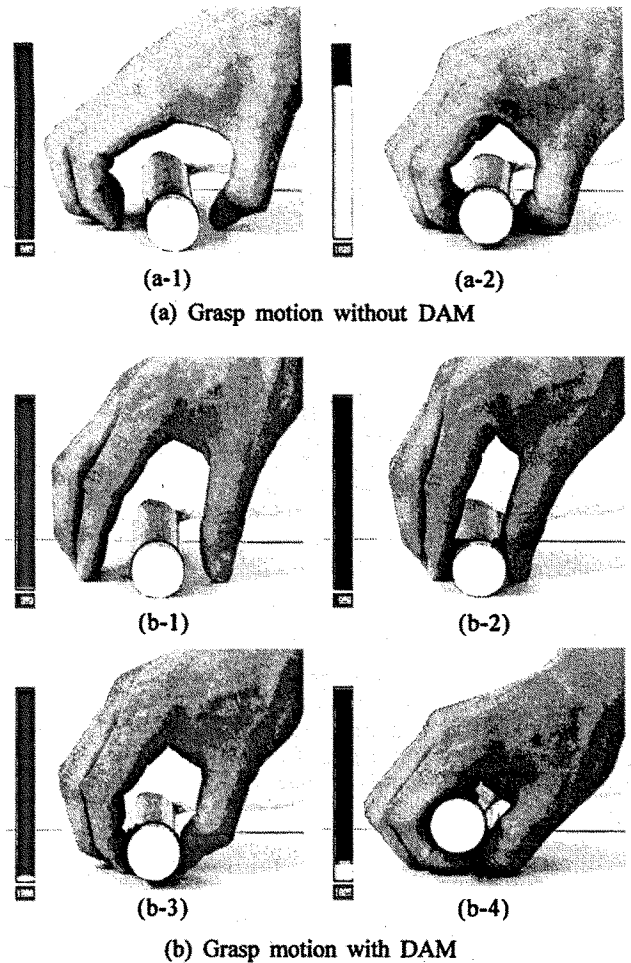 (a-1)
(a-2)
(a) Grasp motion without DAM
(b-1)
(b-2)
(b-3)
(b-4)
(b) Grasp motion with DAM